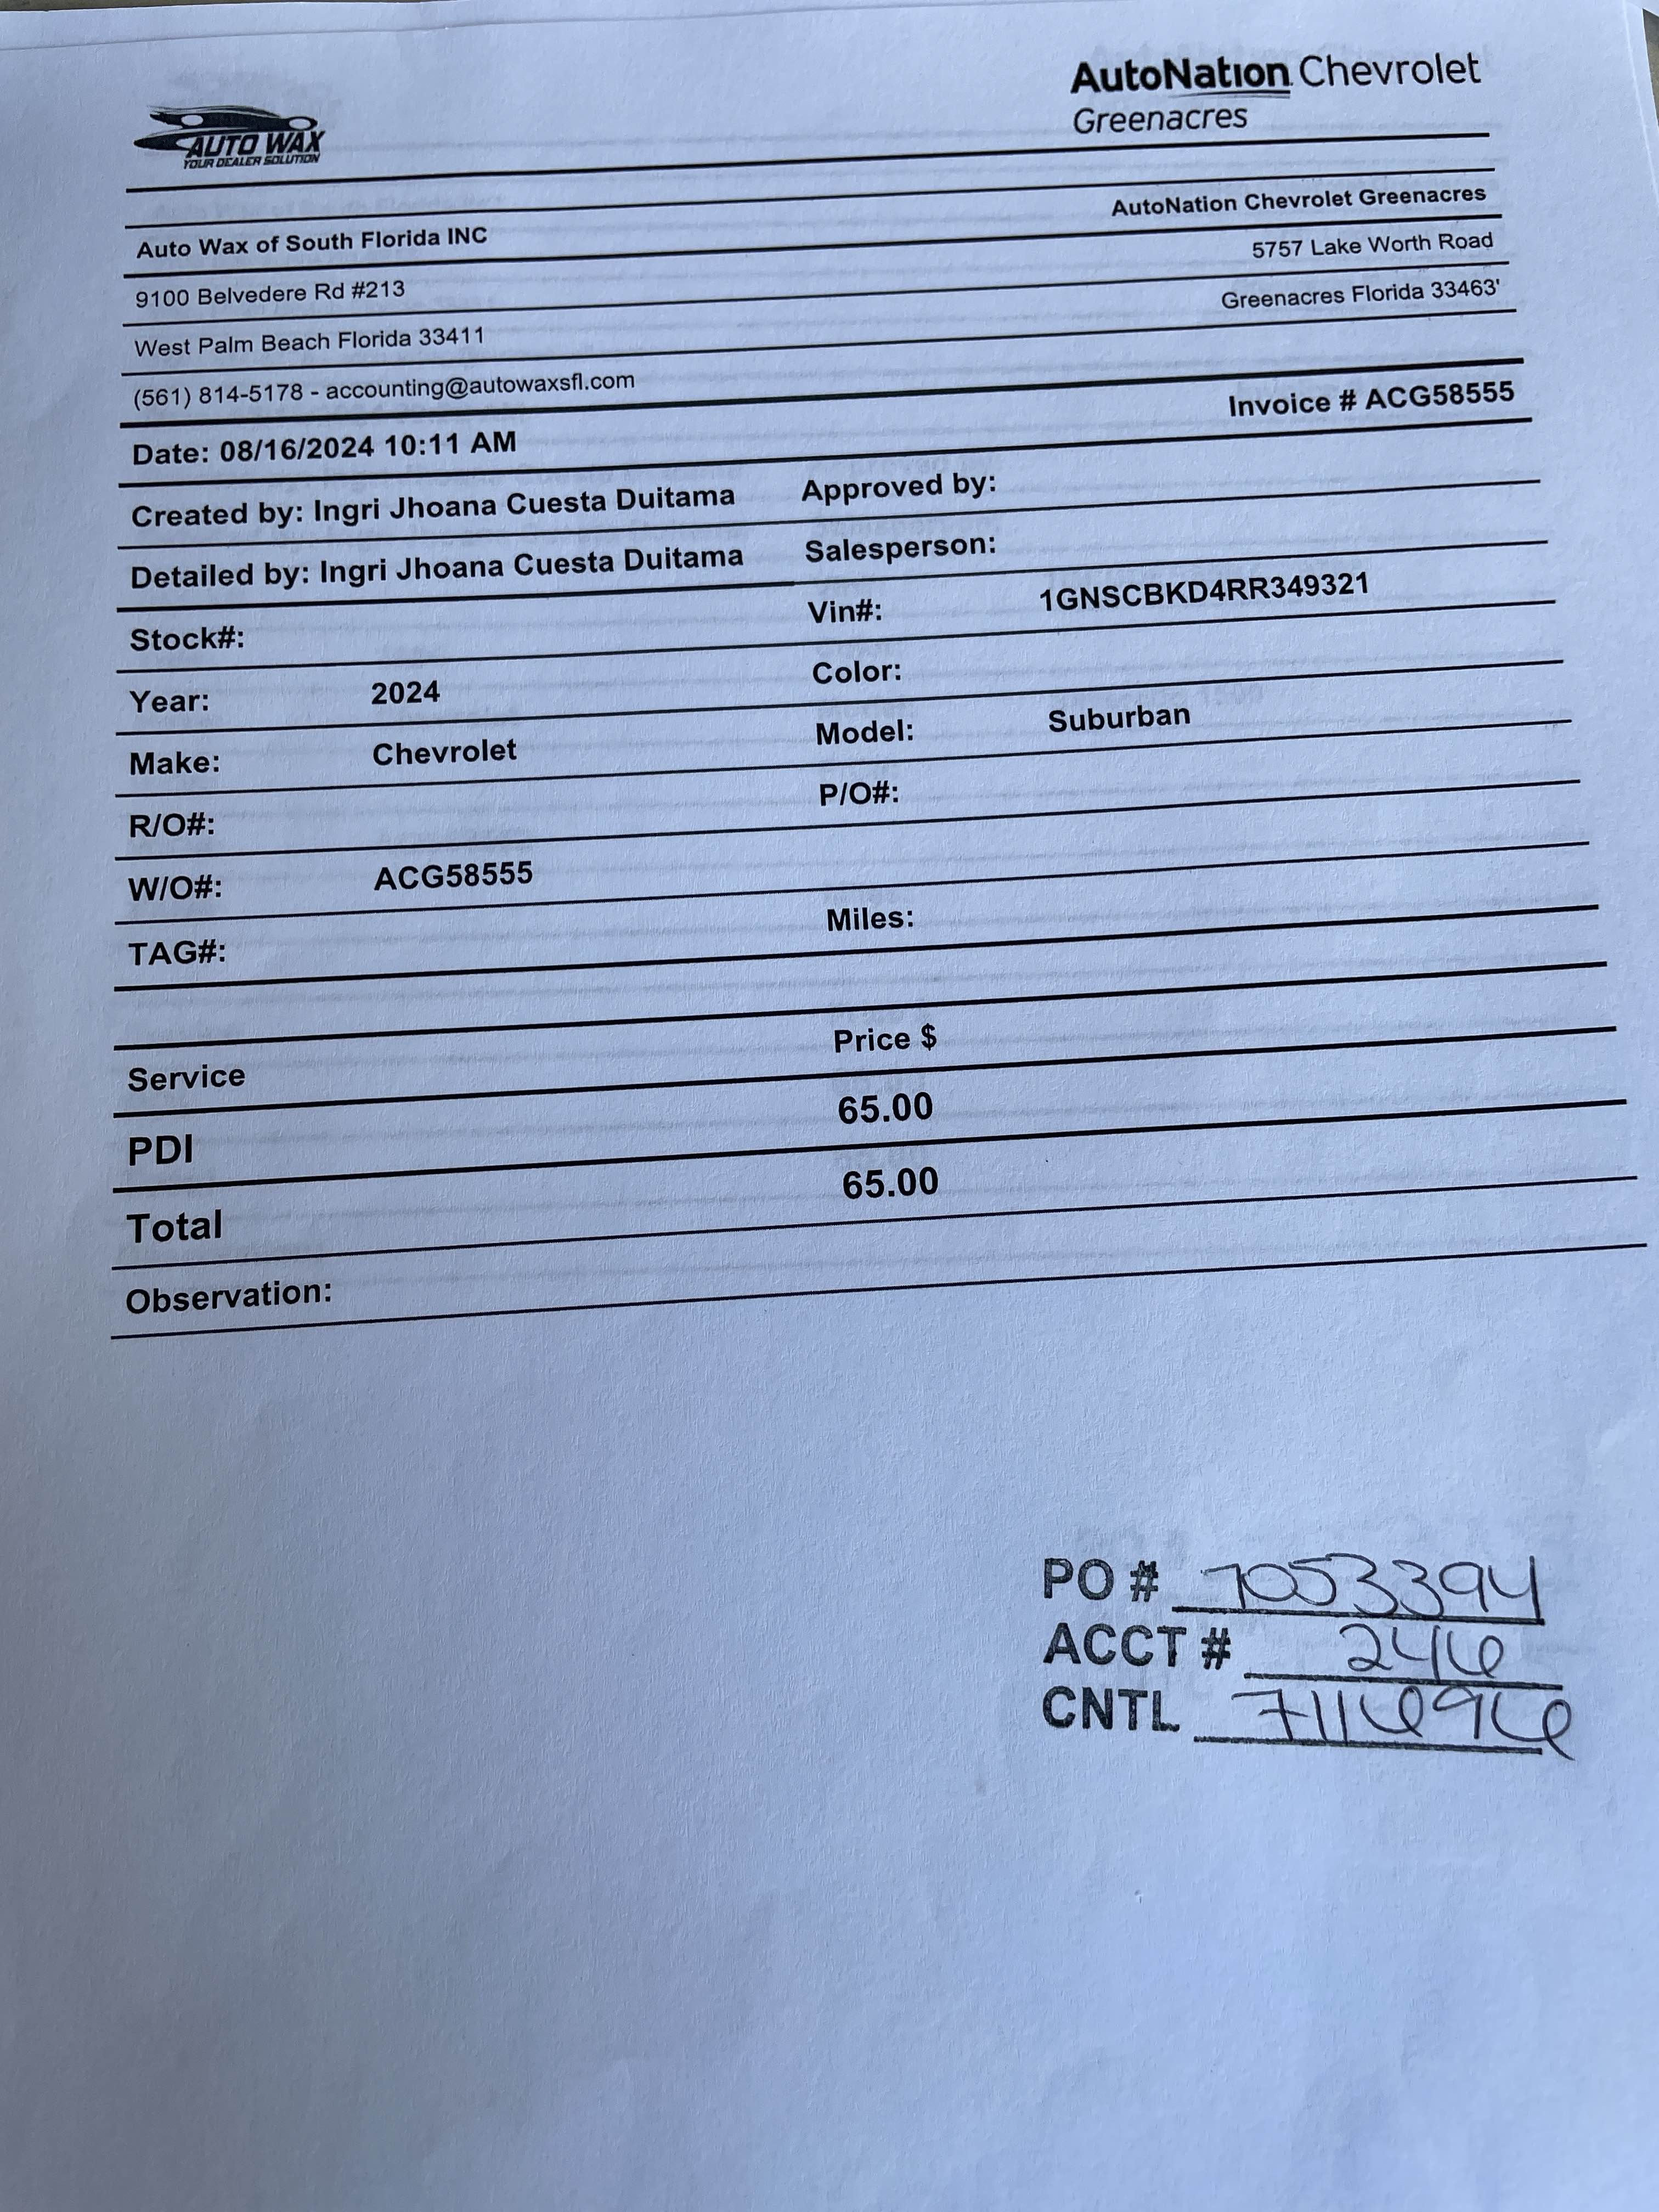 AUTO WAX
YOUR DEALER SOLUTION
AutoNation Chevrolet
Greenacres
Auto Wax of South Florida INC
AutoNation Chevrolet Greenacres
9100 Belvedere Rd #213
5757 Lake Worth Road
West Palm Beach Florida 33411
Greenacres Florida 33463'
(561) 814-5178 - accounting@autowaxsfl.com
Date: 08/16/2024 10:11 AM
Invoice # ACG58555
Created by: Ingri Jhoana Cuesta Duitama Approved by:
Detailed by: Ingri Jhoana Cuesta Duitama Salesperson:
Stock#: Vin#: 1GNSCBKD4RR349321
Year: 2024 Color:
Make: Chevrolet Model: Suburban
R/O#: P/O#:
W/O#: ACG58555
TAG#: Miles:
Service Price $
PDI 65.00
Total 65.00
Observation:
PO # 7053394
ACCT # 246
CNTL 7116696